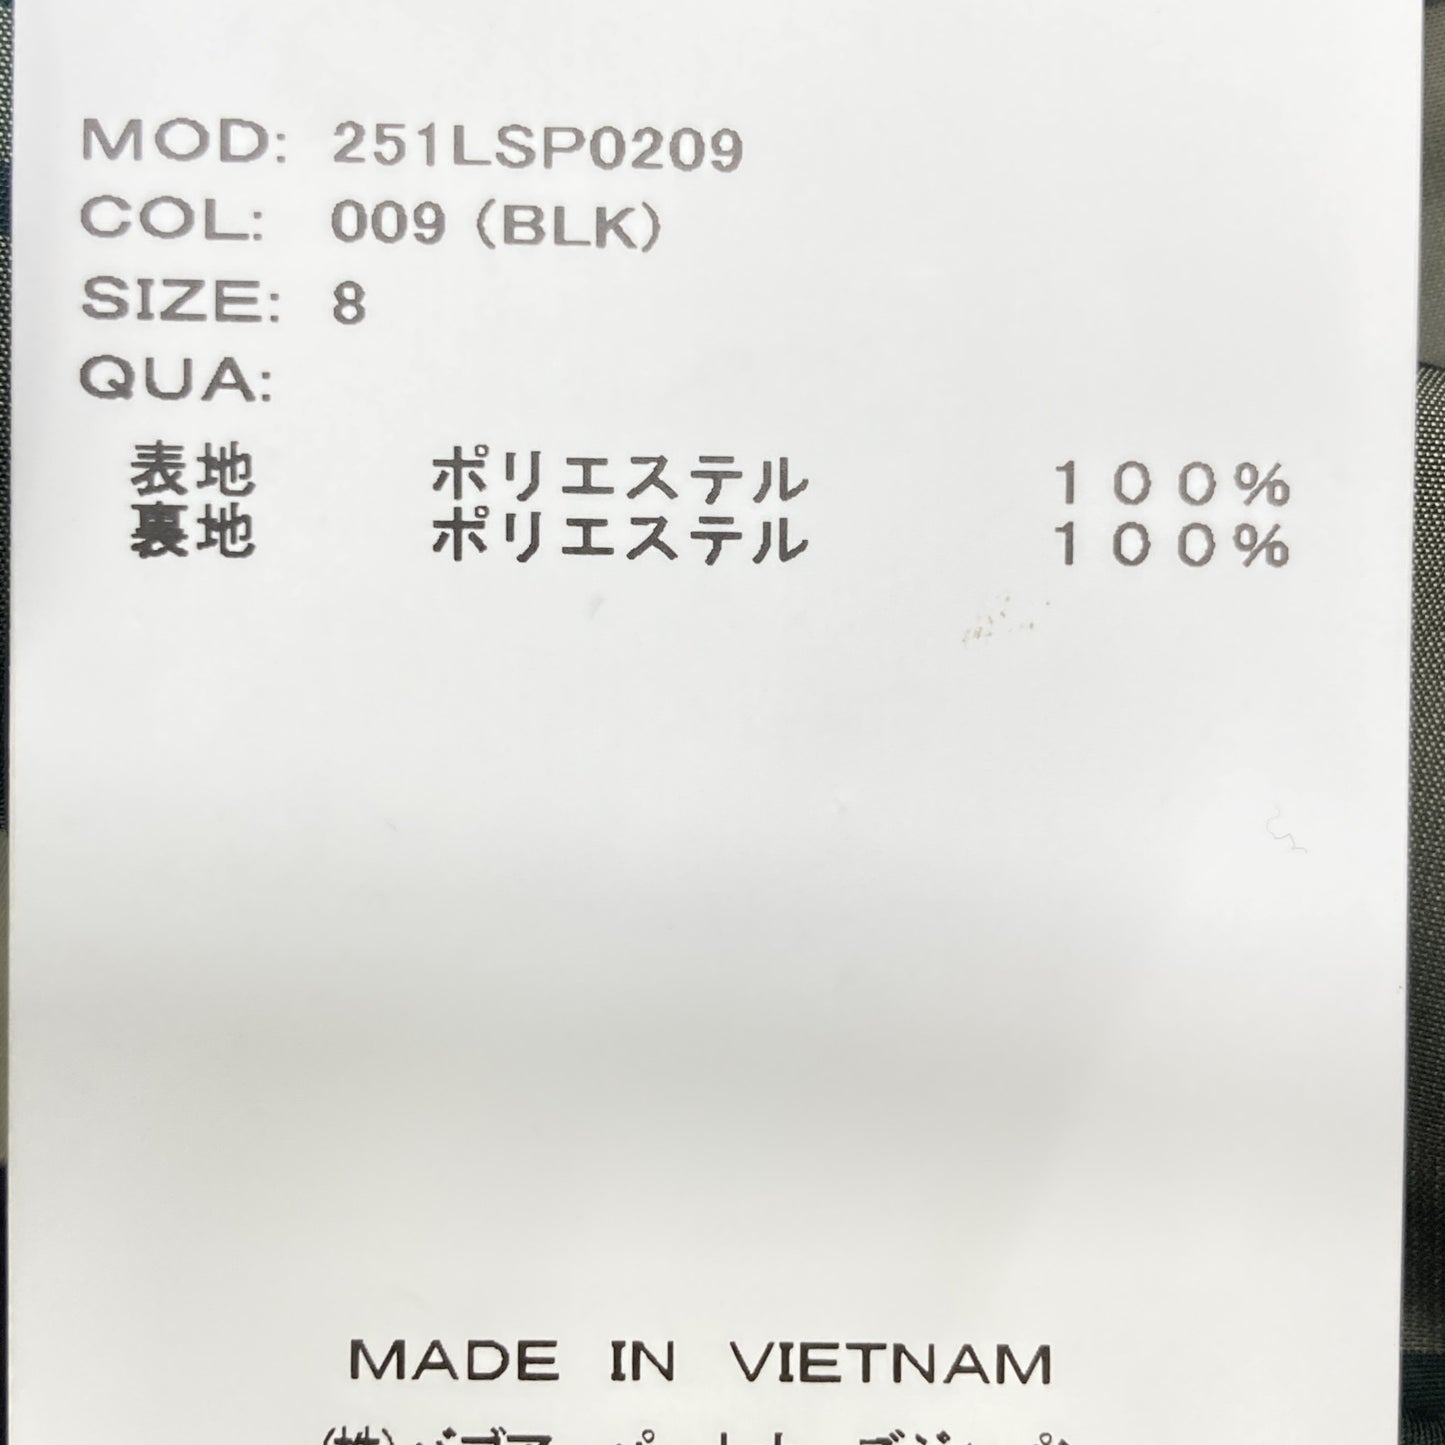 MOD: 251LSP0209
COL: 009 (BLK)
SIZE: 8
QUA:
表地 ポリエステル 100%
裏地 ポリエステル 100%
MADE IN VIETNAM
(株)